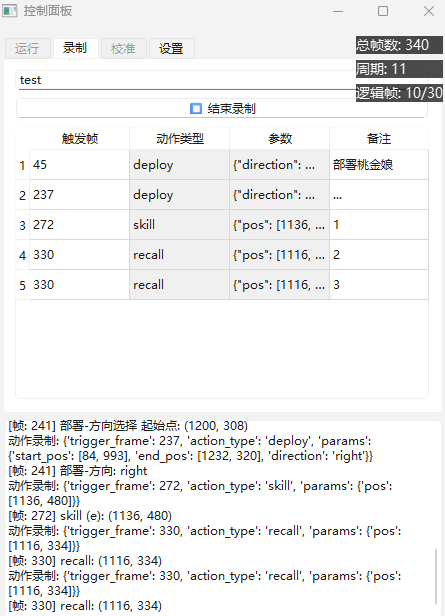 控制面板
运行 录制 校准 设置
总帧数: 340
周期: 11
逻辑帧: 10/30
test
结束录制
触发帧 动作类型 参数 备注
1 45 deploy {"direction": ... 部署桃金娘
2 237 deploy {"direction": ... ...
3 272 skill {"pos": [1136, ... 1
4 330 recall {"pos": [1116, ... 2
5 330 recall {"pos": [1116, ... 3
[帧: 241] 部署-方向选择 起始点: (1200, 308)
动作录制: {'trigger_frame': 237, 'action_type': 'deploy', 'params':
{'start_pos': [84, 993], 'end_pos': [1232, 320], 'direction': 'right'}}
[帧: 241] 部署-方向: right
动作录制: {'trigger_frame': 272, 'action_type': 'skill', 'params': {'pos':
[1136, 480]}}
[帧: 272] skill (e): (1136, 480)
动作录制: {'trigger_frame': 330, 'action_type': 'recall', 'params': {'pos':
[1116, 334]}}
[帧: 330] recall: (1116, 334)
动作录制: {'trigger_frame': 330, 'action_type': 'recall', 'params': {'pos':
[1116, 334]}}
[帧: 330] recall: (1116, 334)